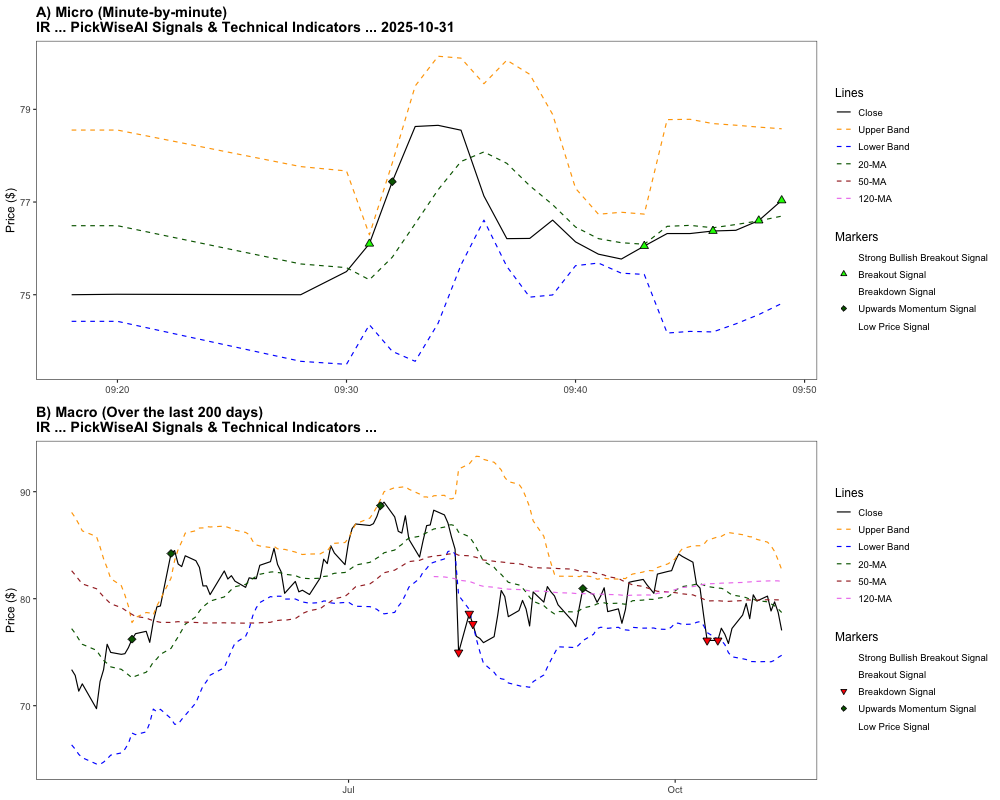 A) Micro (Minute-by-minute)
IR ... PickWiseAI Signals & Technical Indicators ... 2025-10-31
Price ($)
79
77
75
09:20
09:30
09:40
09:50
Lines
Close
Upper Band
Lower Band
20-MA
50-MA
120-MA
Markers
Strong Bullish Breakout Signal
Breakout Signal
Breakdown Signal
Upwards Momentum Signal
Low Price Signal
B) Macro (Over the last 200 days)
IR ... PickWiseAI Signals & Technical Indicators ...
Price ($)
90
80
70
Jul
Oct
Lines
Close
Upper Band
Lower Band
20-MA
50-MA
120-MA
Markers
Strong Bullish Breakout Signal
Breakout Signal
Breakdown Signal
Upwards Momentum Signal
Low Price Signal